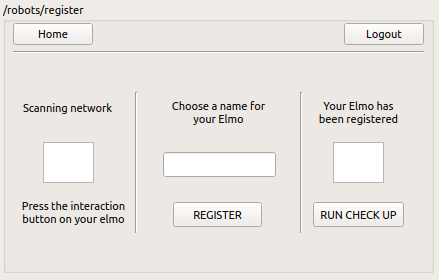 /robots/register
Home
Logout
Scanning network
Press the interaction
button on your elmo
Choose a name for
your Elmo
REGISTER
Your Elmo has
been registered
RUN CHECK UP